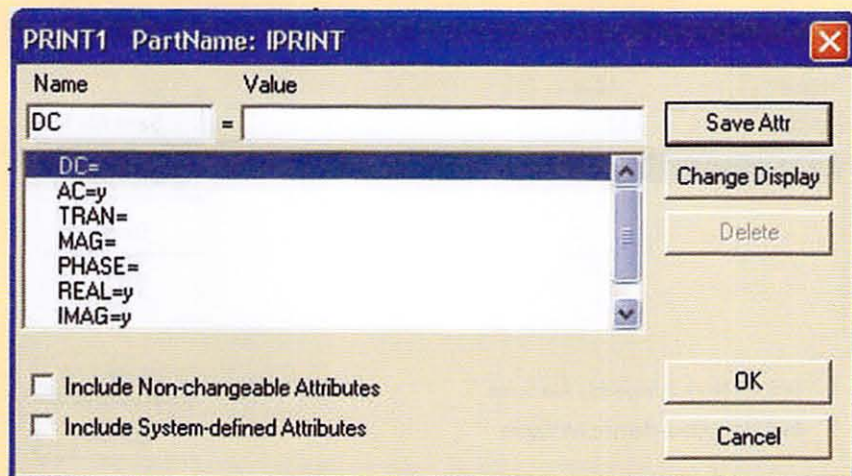 PRINT1 PartName: IPRINT
Name Value
DC =
Save Attr
DC=
AC=y
TRAN=
MAG=
PHASE=
REAL=y
IMAG=y
Change Display
Delete
Include Non-changeable Attributes
Include System-defined Attributes
OK
Cancel